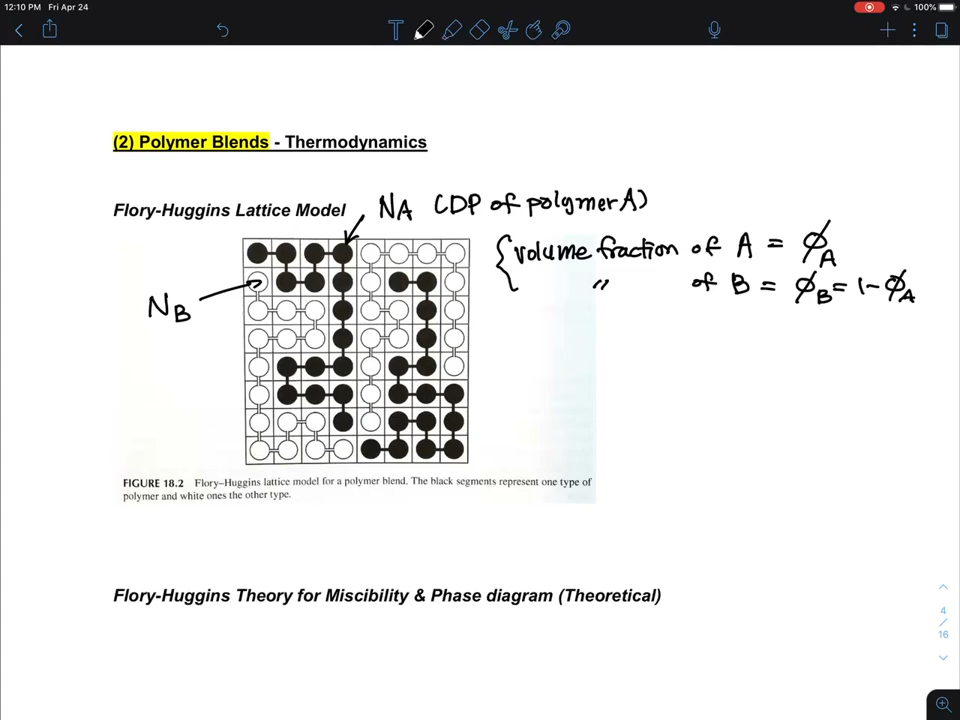 12:10 PM Fri Apr 24
100%
(2) Polymer Blends - Thermodynamics
Flory-Huggins Lattice Model
NA (DP of polymer A)
{ volume fraction of A = ϕA
〃 of B = ϕB = 1-ϕA
NB
FIGURE 18.2 Flory–Huggins lattice model for a polymer blend. The black segments represent one type of
polymer and white ones the other type.
Flory-Huggins Theory for Miscibility & Phase diagram (Theoretical)
4
/
16